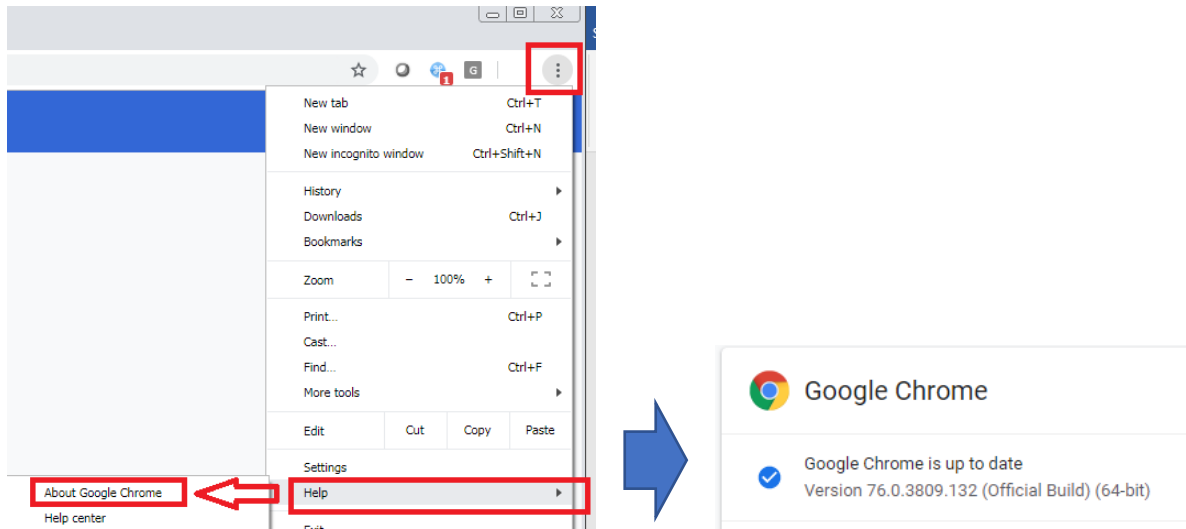 1
G
New tab Ctrl+T
New window Ctrl+N
New incognito window Ctrl+Shift+N
History
Downloads Ctrl+J
Bookmarks
Zoom - 100% +
Print... Ctrl+P
Cast...
Find... Ctrl+F
More tools
Edit Cut Copy Paste
Settings
Help
About Google Chrome
Help center
Google Chrome
Google Chrome is up to date
Version 76.0.3809.132 (Official Build) (64-bit)